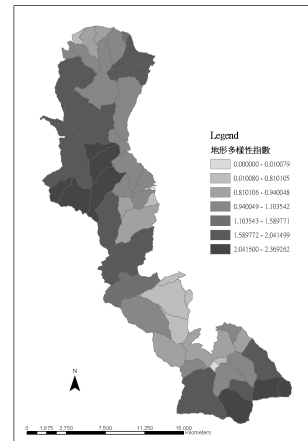 Legend
地形多樣性指數
0.000000 - 0.010079
0.010080 - 0.810105
0.810106 - 0.940048
0.940049 - 1.103542
1.103543 - 1.589771
1.589772 - 2.041499
2.041500 - 2.369262
N
0 1,875 3,750 7,500 11,250 15,000
Kilometers